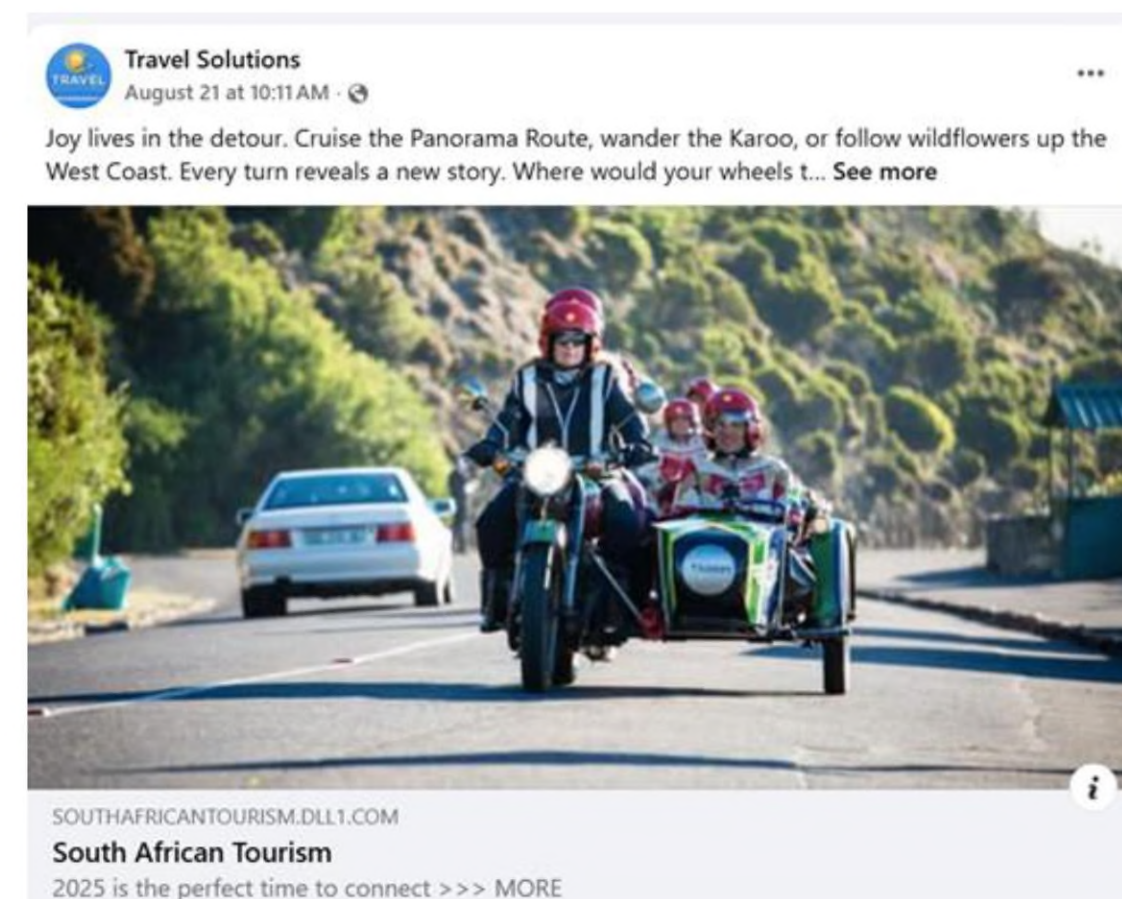 TRAVEL
Travel Solutions
August 21 at 10:11 AM ·
Joy lives in the detour. Cruise the Panorama Route, wander the Karoo, or follow wildflowers up the
West Coast. Every turn reveals a new story. Where would your wheels t... See more
i
SOUTHAFRICANTOURISM.DLL1.COM
South African Tourism
2025 is the perfect time to connect >>> MORE